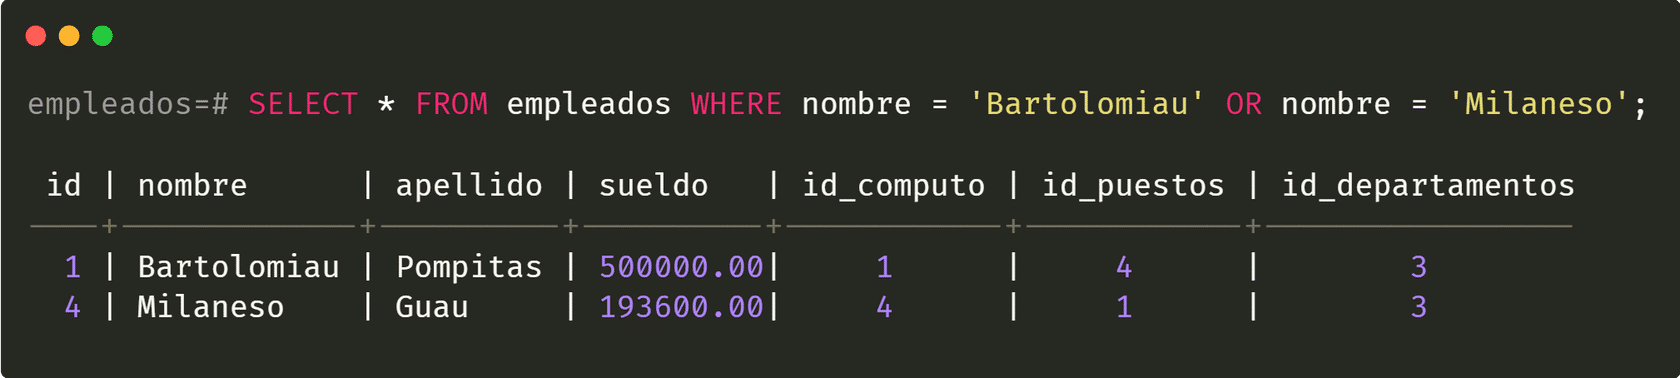 empleados=# SELECT * FROM empleados WHERE nombre = 'Bartolomiau' OR nombre = 'Milaneso';
id | nombre | apellido | sueldo | id_computo | id_puestos | id_departamentos
1 | Bartolomiau | Pompitas | 500000.00| 1 | 4 | 3
4 | Milaneso | Guau | 193600.00| 4 | 1 | 3